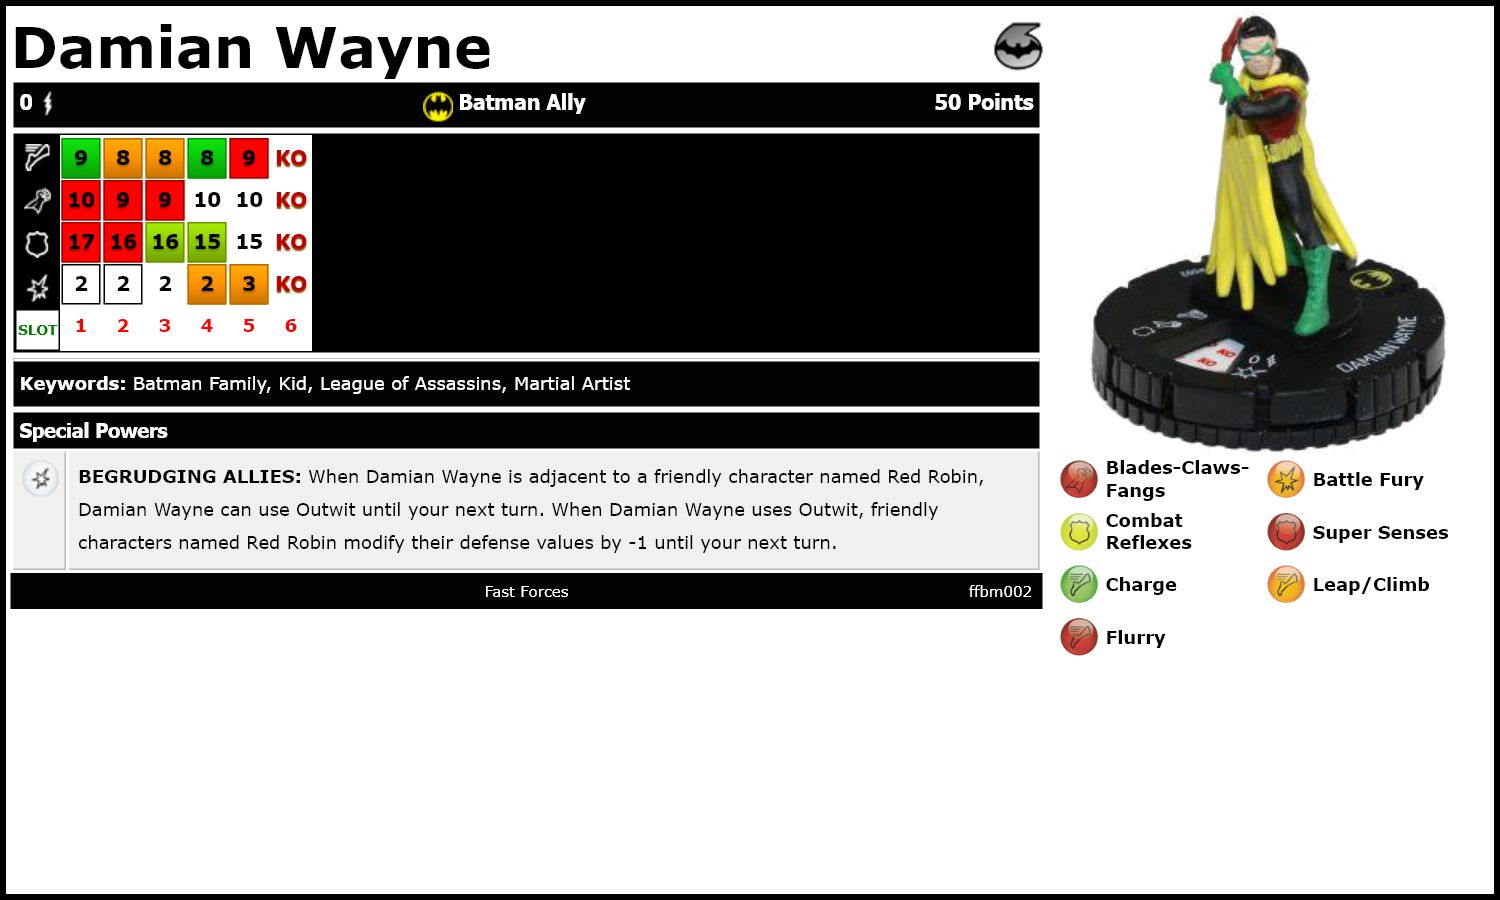 Damian Wayne
0 Batman Ally 50 Points
9 8 8 8 9 KO
10 9 9 10 10 KO
17 16 16 15 15 KO
2 2 2 2 3 KO
SLOT 1 2 3 4 5 6
Keywords: Batman Family, Kid, League of Assassins, Martial Artist
Special Powers
BEGRUDGING ALLIES: When Damian Wayne is adjacent to a friendly character named Red Robin,
Damian Wayne can use Outwit until your next turn. When Damian Wayne uses Outwit, friendly
characters named Red Robin modify their defense values by -1 until your next turn.
Fast Forces ffbm002
KO
KO
DAMIAN WAYNE
Blades-Claws-
Fangs
Battle Fury
Combat
Reflexes
Super Senses
Charge
Leap/Climb
Flurry